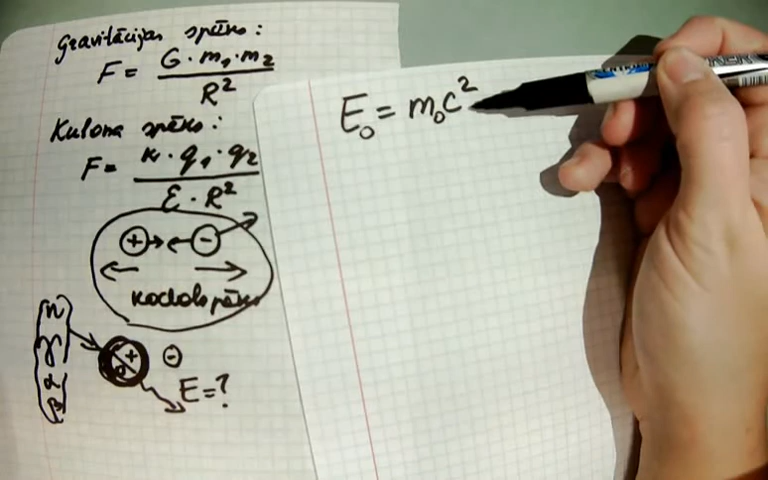 Gravitācijas spēks:
F = G · m₁ · m₂ / R²
Kulona spēks:
F = k · q₁ · q₂ / ε · R²
+ −
kodolspēks
n
γ
α
β
+ −
E = ?
E₀ = m₀c²